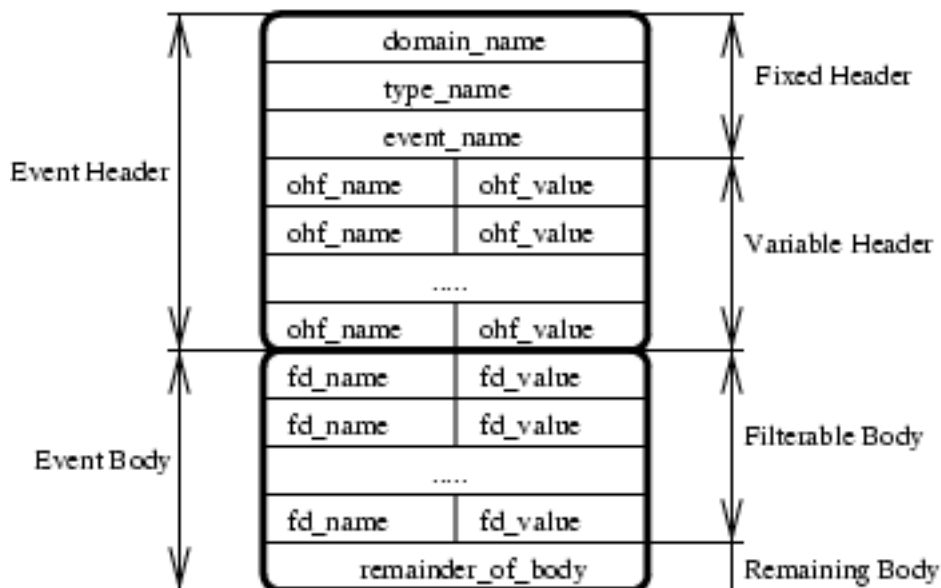 domain_name
Fixed Header
type_name
event_name
Event Header
ohf_name ohf_value
ohf_name ohf_value
Variable Header
.....
ohf_name ohf_value
fd_name fd_value
fd_name fd_value
Filterable Body
Event Body
.....
fd_name fd_value
remainder_of_body
Remaining Body